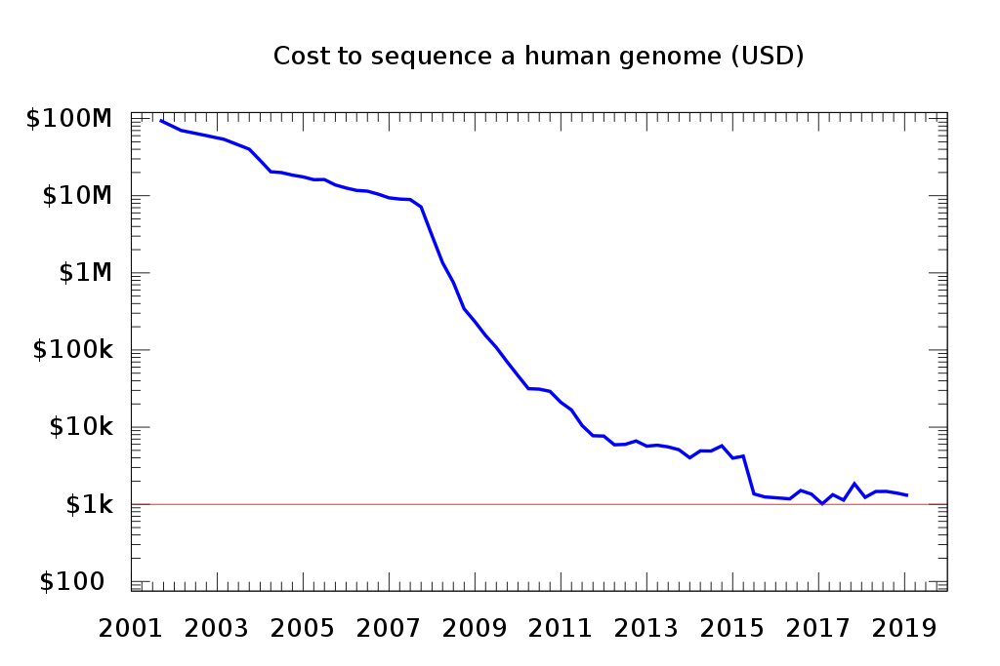 Cost to sequence a human genome (USD)
$100M
$10M
$1M
$100k
$10k
$1k
$100
2001 2003 2005 2007 2009 2011 2013 2015 2017 2019